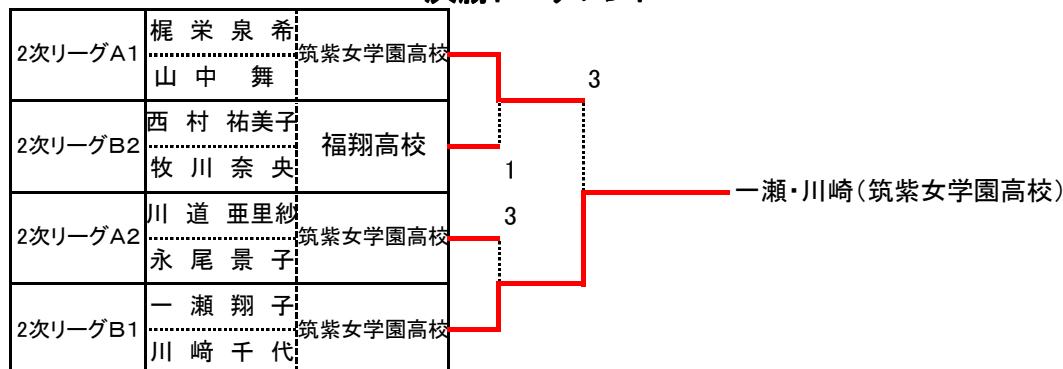 2次リーグA1
梶栄泉希
山中舞
筑紫女学園高校
2次リーグB2
西村祐美子
牧川奈央
福翔高校
2次リーグA2
川道亜里紗
永尾景子
筑紫女学園高校
2次リーグB1
一瀬翔子
川﨑千代
筑紫女学園高校
3
1
3
一瀬・川崎(筑紫女学園高校)